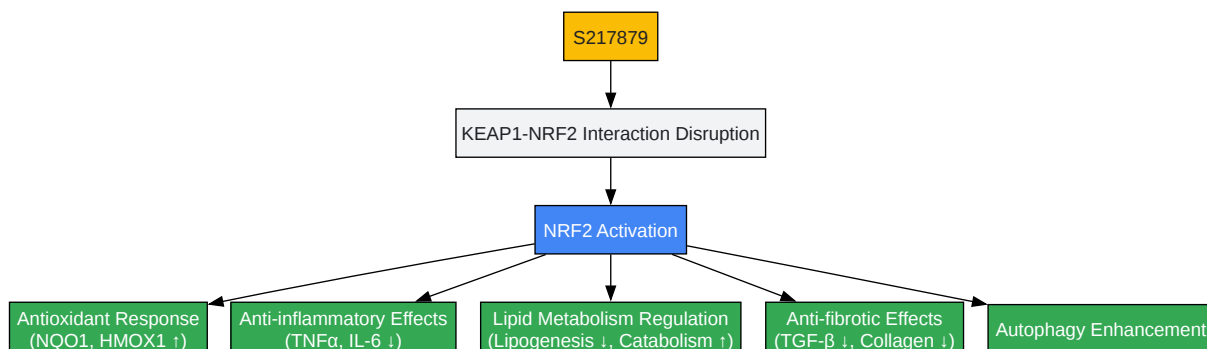 S217879
KEAP1-NRF2 Interaction Disruption
NRF2 Activation
Antioxidant Response
(NQO1, HMOX1 ↑)
Anti-inflammatory Effects
(TNFα, IL-6 ↓)
Lipid Metabolism Regulation
(Lipogenesis ↓, Catabolism ↑)
Anti-fibrotic Effects
(TGF-β ↓, Collagen ↓)
Autophagy Enhancement